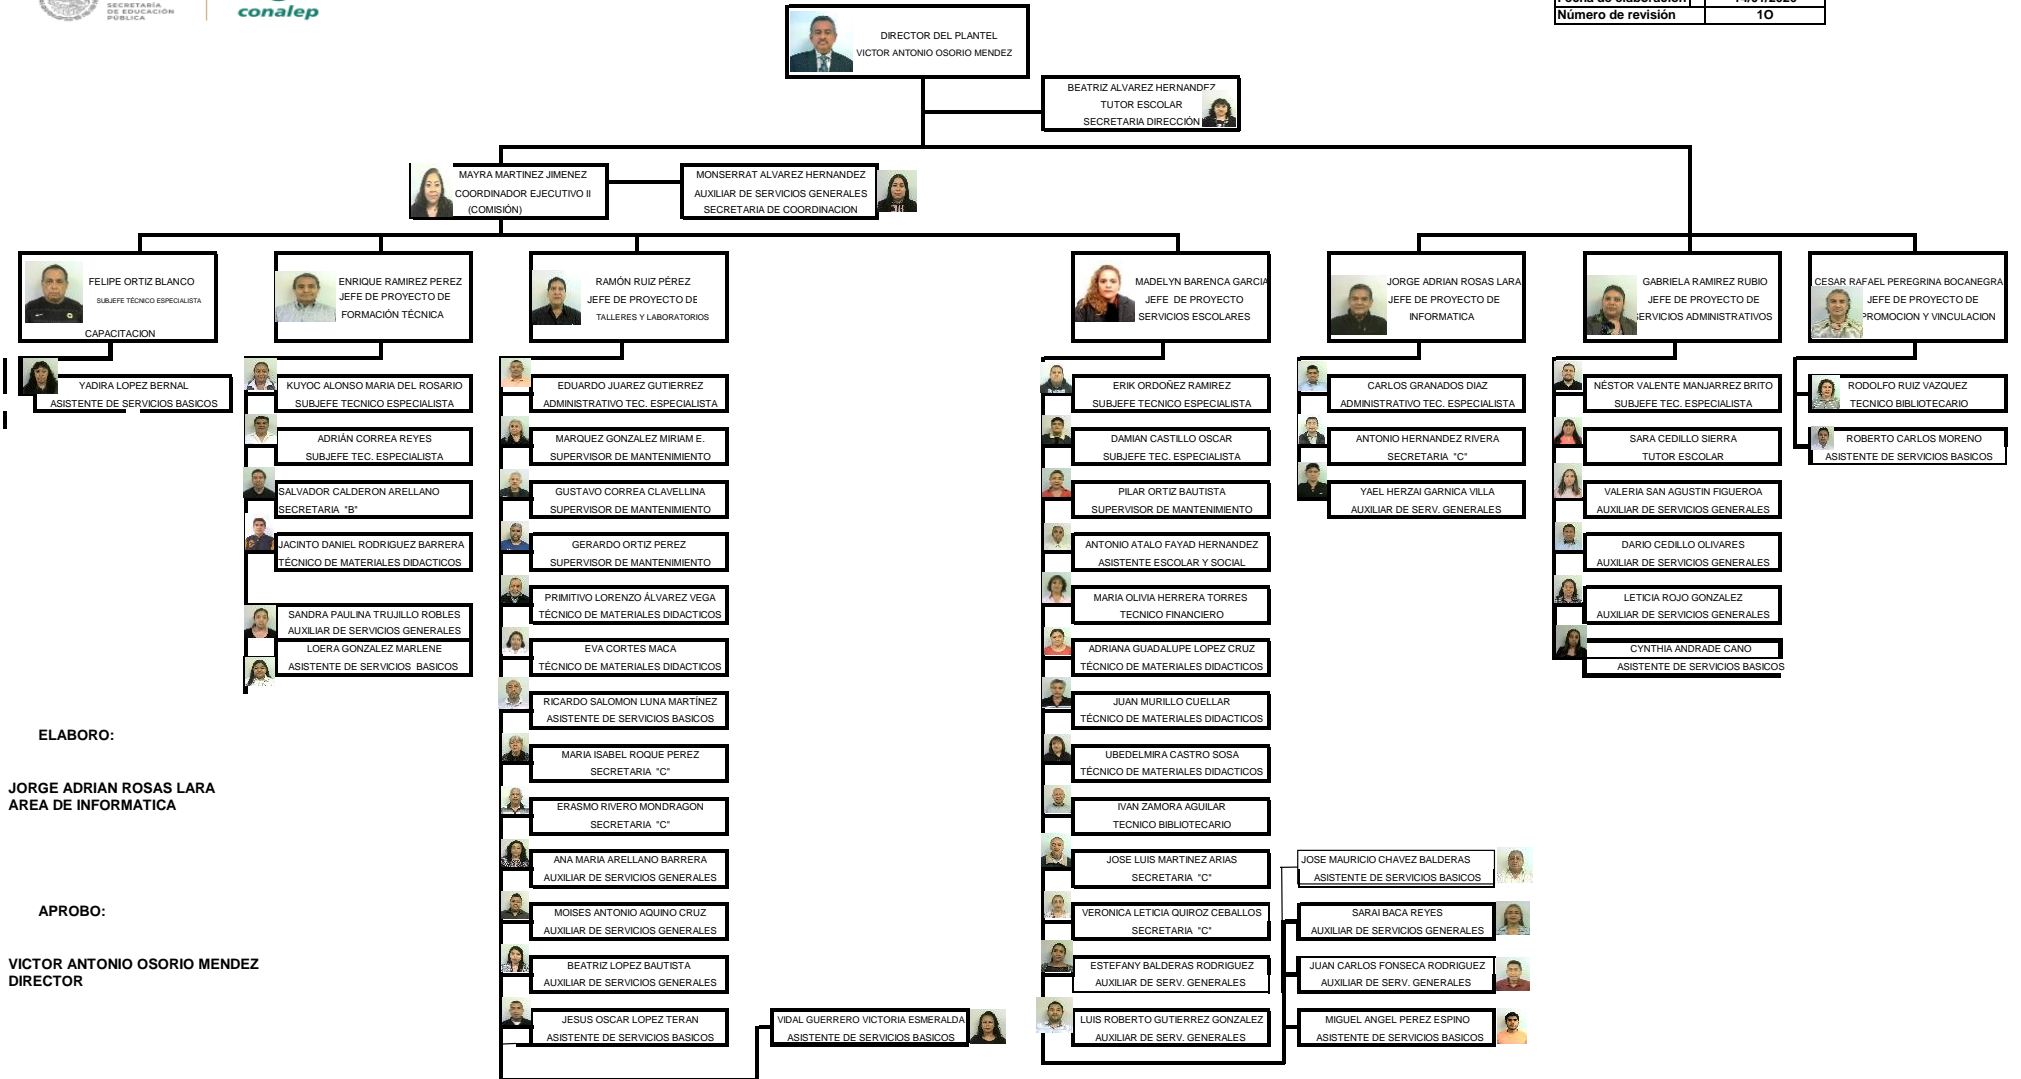 SECRETARÍA
DE EDUCACIÓN
PÚBLICA
conalep
Fecha de elaboración
Número de revisión 1O
DIRECTOR DEL PLANTEL
VICTOR ANTONIO OSORIO MENDEZ
BEATRIZ ALVAREZ HERNANDEZ
TUTOR ESCOLAR
SECRETARIA DIRECCIÓN
MAYRA MARTINEZ JIMENEZ
COORDINADOR EJECUTIVO II
(COMISIÓN)
MONSERRAT ALVAREZ HERNANDEZ
AUXILIAR DE SERVICIOS GENERALES
SECRETARIA DE COORDINACION
FELIPE ORTIZ BLANCO
SUBJEFE TÉCNICO ESPECIALISTA
CAPACITACION
ENRIQUE RAMIREZ PEREZ
JEFE DE PROYECTO DE
FORMACIÓN TÉCNICA
RAMÓN RUIZ PÉREZ
JEFE DE PROYECTO DE
TALLERES Y LABORATORIOS
MADELYN BARENCA GARCIA
JEFE DE PROYECTO
SERVICIOS ESCOLARES
JORGE ADRIAN ROSAS LARA
JEFE DE PROYECTO DE
INFORMATICA
GABRIELA RAMIREZ RUBIO
JEFE DE PROYECTO DE
SERVICIOS ADMINISTRATIVOS
CESAR RAFAEL PEREGRINA BOCANEGRA
JEFE DE PROYECTO DE
PROMOCION Y VINCULACION
YADIRA LOPEZ BERNAL
ASISTENTE DE SERVICIOS BASICOS
KUYOC ALONSO MARIA DEL ROSARIO
SUBJEFE TECNICO ESPECIALISTA
ADRIÁN CORREA REYES
SUBJEFE TEC. ESPECIALISTA
SALVADOR CALDERON ARELLANO
SECRETARIA "B"
JACINTO DANIEL RODRIGUEZ BARRERA
TÉCNICO DE MATERIALES DIDACTICOS
SANDRA PAULINA TRUJILLO ROBLES
AUXILIAR DE SERVICIOS GENERALES
LOERA GONZALEZ MARLENE
ASISTENTE DE SERVICIOS BASICOS
EDUARDO JUAREZ GUTIERREZ
ADMINISTRATIVO TEC. ESPECIALISTA
MARQUEZ GONZALEZ MIRIAM E.
SUPERVISOR DE MANTENIMIENTO
GUSTAVO CORREA CLAVELLINA
SUPERVISOR DE MANTENIMIENTO
GERARDO ORTIZ PEREZ
SUPERVISOR DE MANTENIMIENTO
PRIMITIVO LORENZO ÁLVAREZ VEGA
TÉCNICO DE MATERIALES DIDACTICOS
EVA CORTES MACA
TÉCNICO DE MATERIALES DIDACTICOS
RICARDO SALOMON LUNA MARTÍNEZ
ASISTENTE DE SERVICIOS BASICOS
MARIA ISABEL ROQUE PEREZ
SECRETARIA "C"
ERASMO RIVERO MONDRAGON
SECRETARIA "C"
ANA MARIA ARELLANO BARRERA
AUXILIAR DE SERVICIOS GENERALES
MOISES ANTONIO AQUINO CRUZ
AUXILIAR DE SERVICIOS GENERALES
BEATRIZ LOPEZ BAUTISTA
AUXILIAR DE SERVICIOS GENERALES
JESUS OSCAR LOPEZ TERAN
ASISTENTE DE SERVICIOS BASICOS
VIDAL GUERRERO VICTORIA ESMERALDA
ASISTENTE DE SERVICIOS BASICOS
ERIK ORDOÑEZ RAMIREZ
SUBJEFE TECNICO ESPECIALISTA
DAMIAN CASTILLO OSCAR
SUBJEFE TEC. ESPECIALISTA
PILAR ORTIZ BAUTISTA
SUPERVISOR DE MANTENIMIENTO
ANTONIO ATALO FAYAD HERNANDEZ
ASISTENTE ESCOLAR Y SOCIAL
MARIA OLIVIA HERRERA TORRES
TECNICO FINANCIERO
ADRIANA GUADALUPE LOPEZ CRUZ
TÉCNICO DE MATERIALES DIDACTICOS
JUAN MURILLO CUELLAR
TÉCNICO DE MATERIALES DIDACTICOS
UBEDELMIRA CASTRO SOSA
TÉCNICO DE MATERIALES DIDACTICOS
IVAN ZAMORA AGUILAR
TECNICO BIBLIOTECARIO
JOSE LUIS MARTINEZ ARIAS
SECRETARIA "C"
VERONICA LETICIA QUIROZ CEBALLOS
SECRETARIA "C"
ESTEFANY BALDERAS RODRIGUEZ
AUXILIAR DE SERV. GENERALES
LUIS ROBERTO GUTIERREZ GONZALEZ
AUXILIAR DE SERV. GENERALES
JOSE MAURICIO CHAVEZ BALDERAS
ASISTENTE DE SERVICIOS BASICOS
SARAI BACA REYES
AUXILIAR DE SERVICIOS GENERALES
JUAN CARLOS FONSECA RODRIGUEZ
AUXILIAR DE SERV. GENERALES
MIGUEL ANGEL PEREZ ESPINO
ASISTENTE DE SERVICIOS BASICOS
CARLOS GRANADOS DIAZ
ADMINISTRATIVO TEC. ESPECIALISTA
ANTONIO HERNANDEZ RIVERA
SECRETARIA "C"
YAEL HERZAI GARNICA VILLA
AUXILIAR DE SERV. GENERALES
NÉSTOR VALENTE MANJARREZ BRITO
SUBJEFE TEC. ESPECIALISTA
SARA CEDILLO SIERRA
TUTOR ESCOLAR
VALERIA SAN AGUSTIN FIGUEROA
AUXILIAR DE SERVICIOS GENERALES
DARIO CEDILLO OLIVARES
AUXILIAR DE SERVICIOS GENERALES
LETICIA ROJO GONZALEZ
AUXILIAR DE SERVICIOS GENERALES
CYNTHIA ANDRADE CANO
ASISTENTE DE SERVICIOS BASICOS
RODOLFO RUIZ VAZQUEZ
TECNICO BIBLIOTECARIO
ROBERTO CARLOS MORENO
ASISTENTE DE SERVICIOS BASICOS
ELABORO:
JORGE ADRIAN ROSAS LARA
AREA DE INFORMATICA
APROBO:
VICTOR ANTONIO OSORIO MENDEZ
DIRECTOR